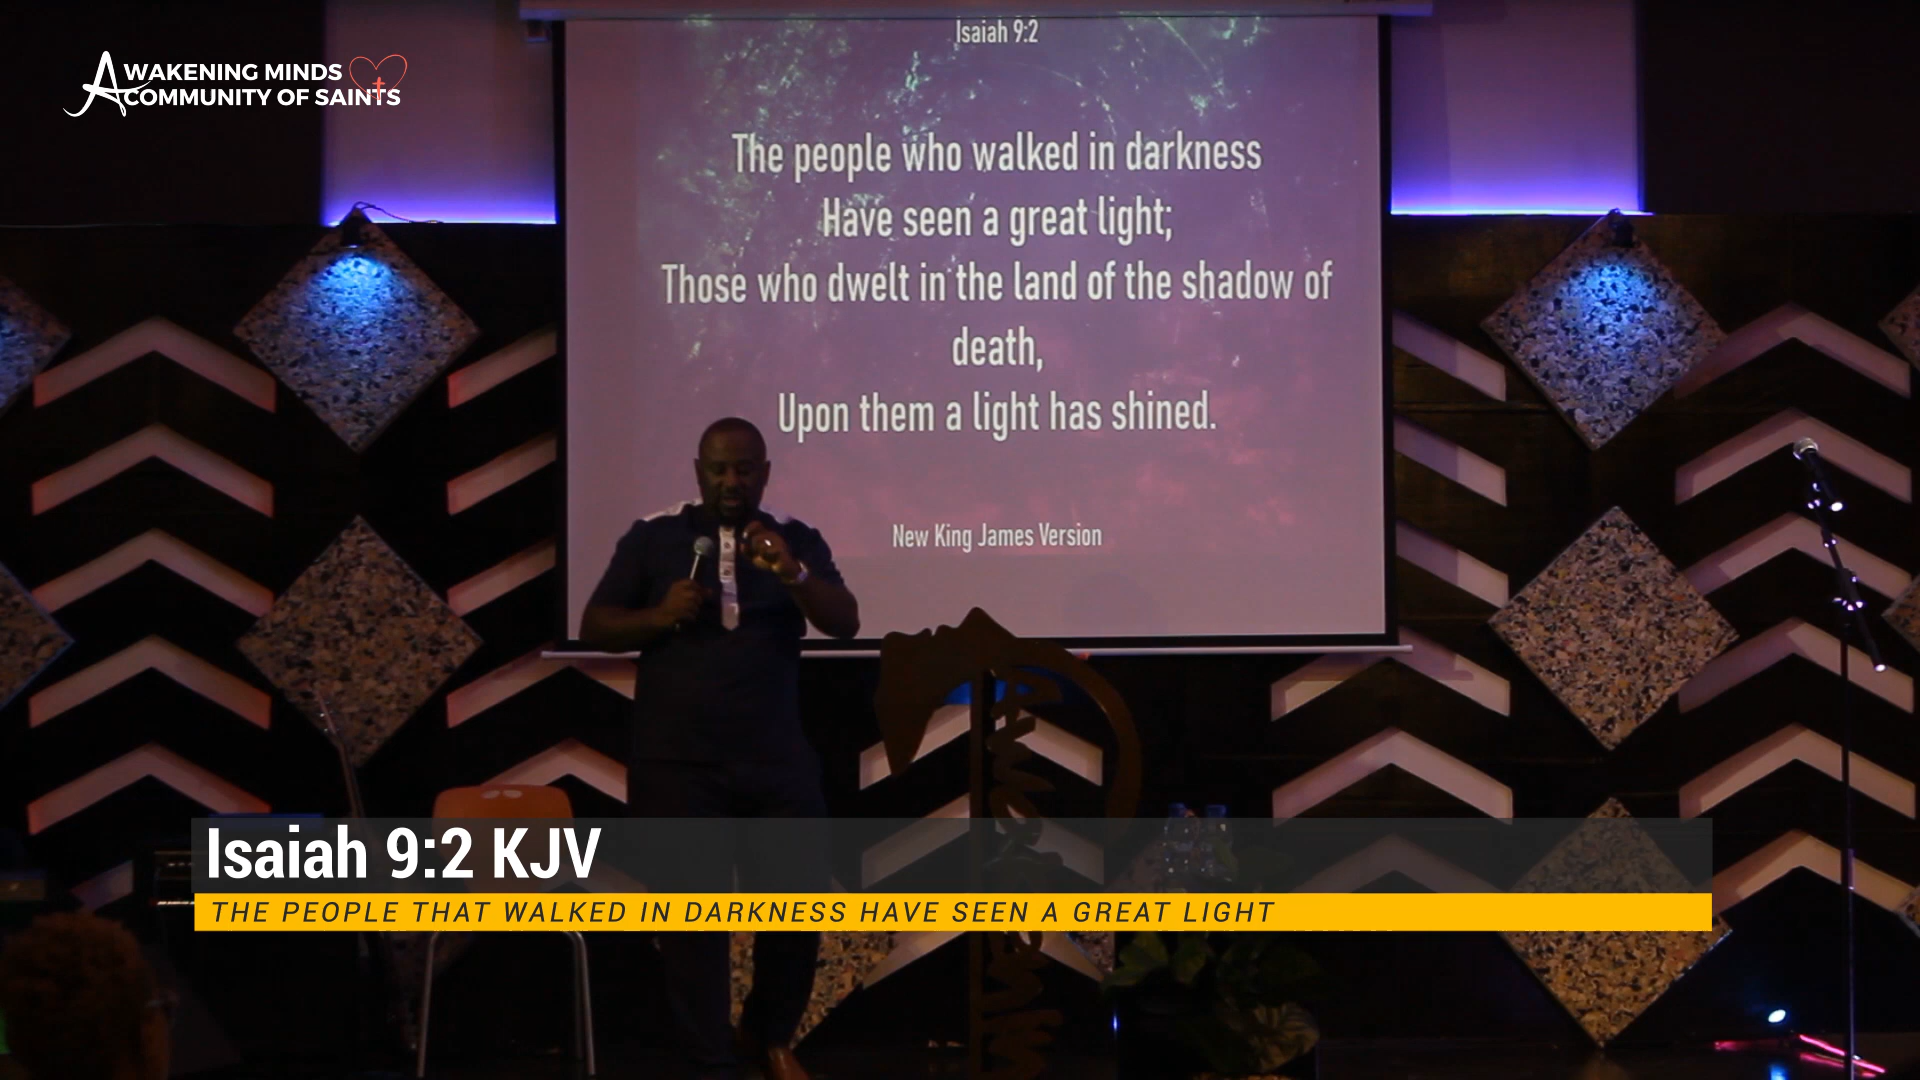 AWAKENING MINDS
COMMUNITY OF SAINTS
Isaiah 9:2
The people who walked in darkness
Have seen a great light;
Those who dwelt in the land of the shadow of
death,
Upon them a light has shined.
New King James Version
Isaiah 9:2 KJV
THE PEOPLE THAT WALKED IN DARKNESS HAVE SEEN A GREAT LIGHT